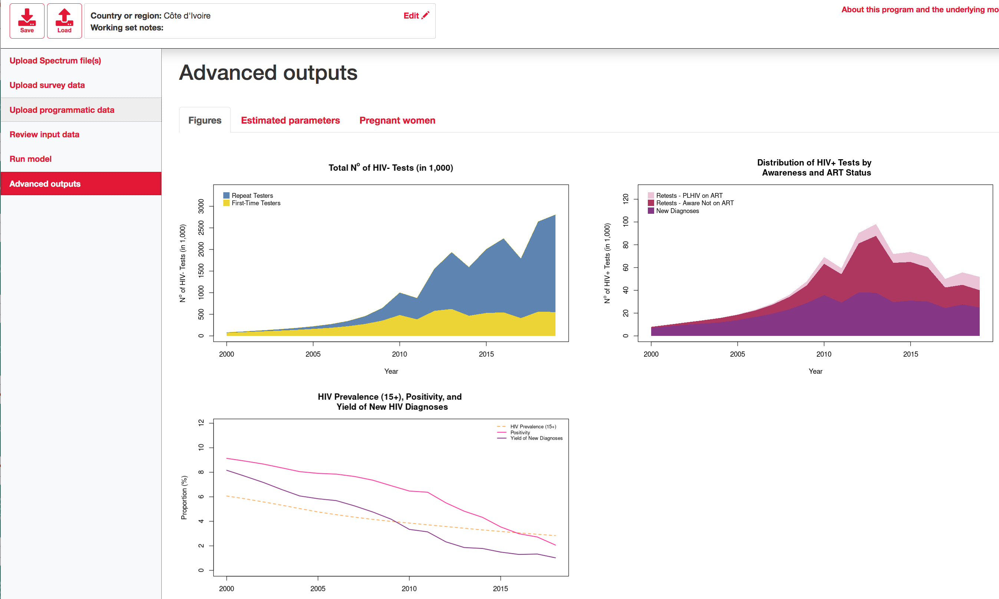 Save
Load
Country or region: Côte d'Ivoire
Working set notes:
Edit
About this program and the underlying mo
Upload Spectrum file(s)
Upload survey data
Upload programmatic data
Review input data
Run model
Advanced outputs
Advanced outputs
Figures
Estimated parameters
Pregnant women
Total Nº of HIV- Tests (in 1,000)
Repeat Testers
First-Time Testers
Nº of HIV- Tests (in 1,000)
3000
2500
2000
1500
1000
500
0
2000
2005
2010
2015
Year
Distribution of HIV+ Tests by
Awareness and ART Status
Retests - PLHIV on ART
Retests - Aware Not on ART
New Diagnoses
Nº of HIV+ Tests (in 1,000)
120
100
80
60
40
20
0
2000
2005
2010
2015
Year
HIV Prevalence (15+), Positivity, and
Yield of New HIV Diagnoses
HIV Prevalence (15+)
Positivity
Yield of New Diagnoses
Proportion (%)
12
10
8
6
4
2
0
2000
2005
2010
2015